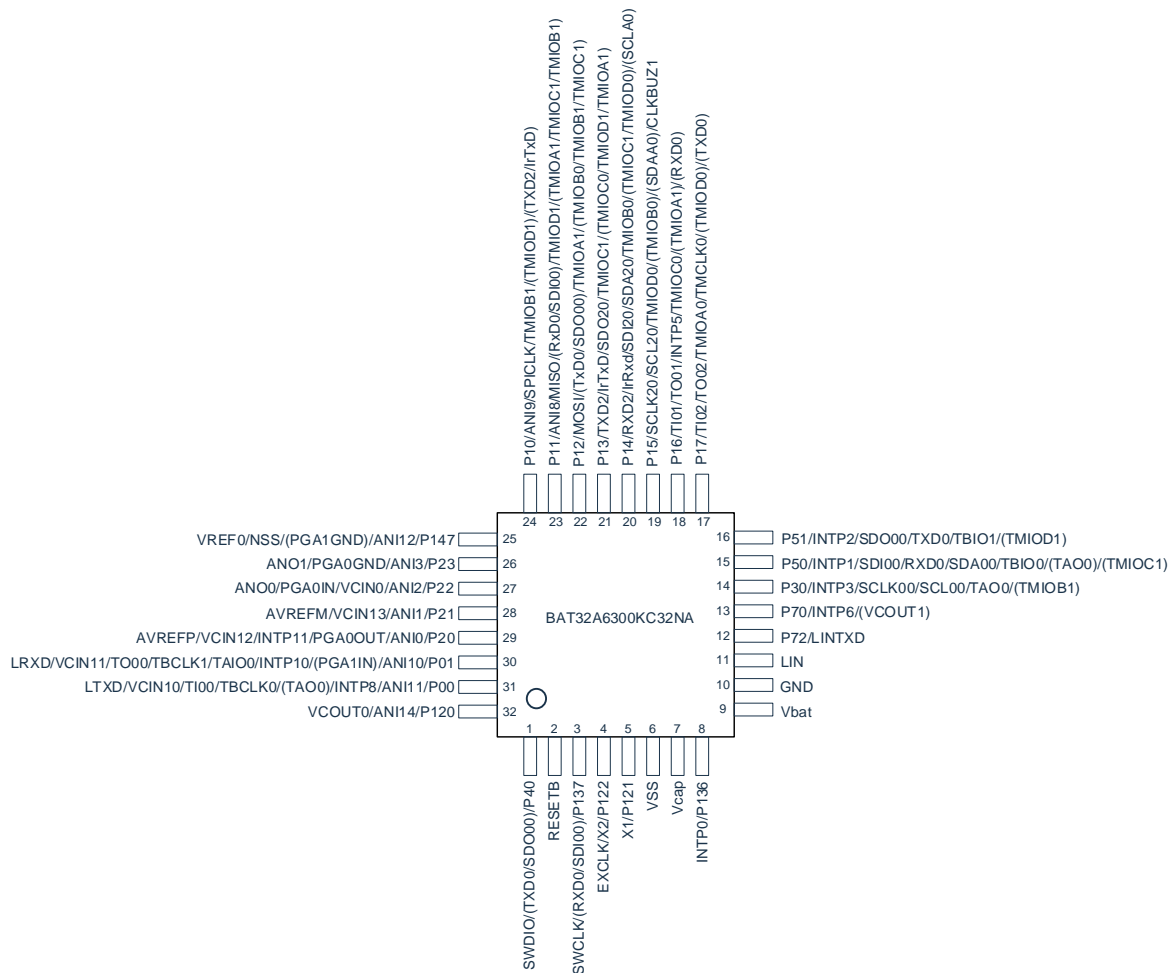 P10/ANI9/SPICLK/TMIOB1/(TMIOD1)/(TXD2/IrTxD)
P11/ANI8/MISO/(RxD0/SDI00)/TMIOD1/(TMIOA1/TMIOC1/TMIOB1)
P12/MOSI/(TxD0/SDO00)/TMIOA1/(TMIOB0/TMIOB1/TMIOC1)
P13/TXD2/IrTxD/SDO20/TMIOC1/(TMIOC0/TMIOD1/TMIOA1)
P14/RXD2/IrRxd/SDI20/SDA20/TMIOB0/(TMIOC1/TMIOD0)/(SCLA0)
P15/SCLK20/SCL20/TMIOD0/(TMIOB0)/(SDAA0)/CLKBUZ1
P16/TI01/TO01/INTP5/TMIOC0/(TMIOA1)/(RXD0)
P17/TI02/TO02/TMIOA0/TMCLK0/(TMIOD0)/(TXD0)
24 23 22 21 20 19 18 17
VREF0/NSS/(PGA1GND)/ANI12/P147 25
ANO1/PGA0GND/ANI3/P23 26
ANO0/PGA0IN/VCIN0/ANI2/P22 27
AVREFM/VCIN13/ANI1/P21 28
AVREFP/VCIN12/INTP11/PGA0OUT/ANI0/P20 29
LRXD/VCIN11/TO00/TBCLK1/TAIO0/INTP10/(PGA1IN)/ANI10/P01 30
LTXD/VCIN10/TI00/TBCLK0/(TAO0)/INTP8/ANI11/P00 31
VCOUT0/ANI14/P120 32
BAT32A6300KC32NA
16 P51/INTP2/SDO00/TXD0/TBIO1/(TMIOD1)
15 P50/INTP1/SDI00/RXD0/SDA00/TBIO0/(TAO0)/(TMIOC1)
14 P30/INTP3/SCLK00/SCL00/TAO0/(TMIOB1)
13 P70/INTP6/(VCOUT1)
12 P72/LINTXD
11 LIN
10 GND
9 Vbat
1 2 3 4 5 6 7 8
SWDIO/(TXD0/SDO00)/P40
RESETB
SWCLK/(RXD0/SDI00)/P137
EXCLK/X2/P122
X1/P121
VSS
Vcap
INTP0/P136